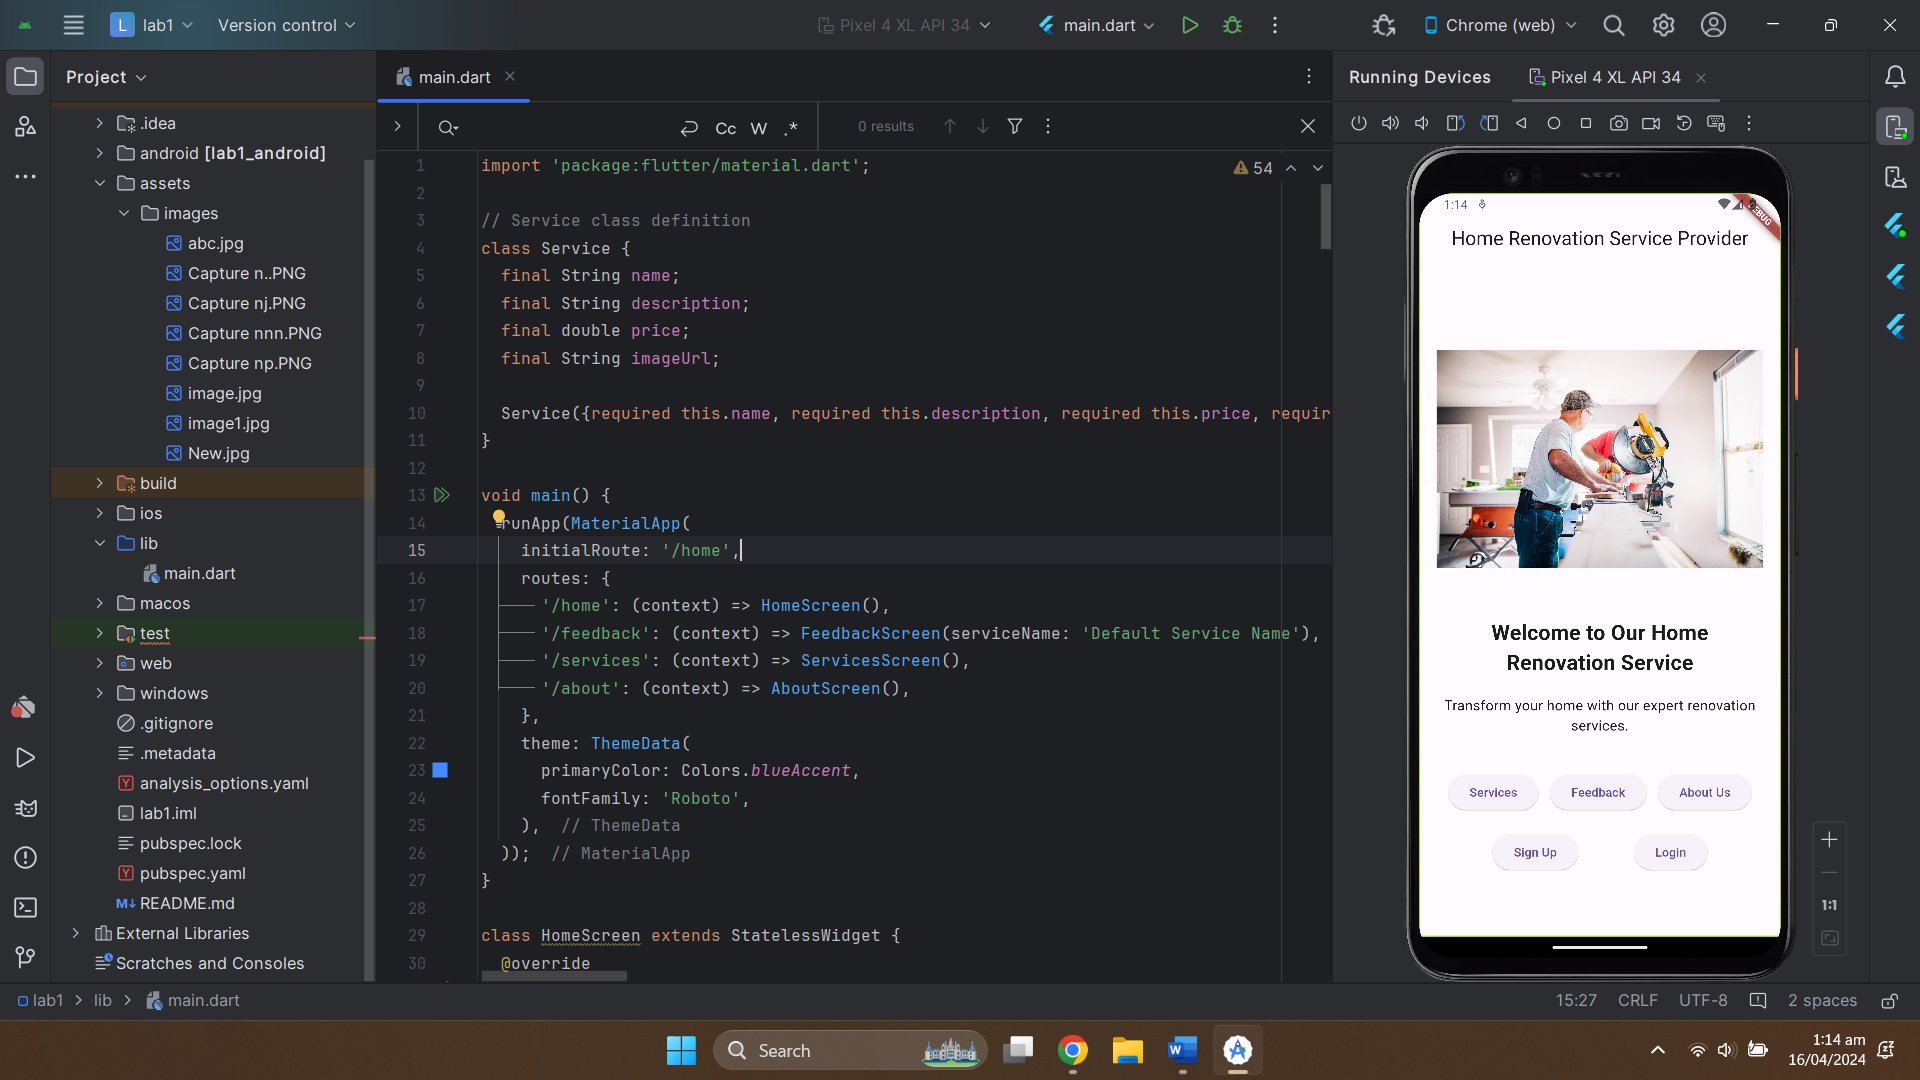 L lab1 Version control Pixel 4 XL API 34 main.dart Chrome (web)
Project
main.dart
Running Devices Pixel 4 XL API 34
.idea
android [lab1_android]
assets
images
abc.jpg
Capture n..PNG
Capture nj.PNG
Capture nnn.PNG
Capture np.PNG
image.jpg
image1.jpg
New.jpg
build
ios
lib
main.dart
macos
test
web
windows
.gitignore
.metadata
analysis_options.yaml
lab1.iml
pubspec.lock
pubspec.yaml
M↓ README.md
External Libraries
Scratches and Consoles
Cc W .* 0 results
54
1 import 'package:flutter/material.dart';
2
3 // Service class definition
4 class Service {
5 final String name;
6 final String description;
7 final double price;
8 final String imageUrl;
9
10 Service({required this.name, required this.description, required this.price, requir
11 }
12
13 void main() {
14 runApp(MaterialApp(
15 initialRoute: '/home',
16 routes: {
17 '/home': (context) => HomeScreen(),
18 '/feedback': (context) => FeedbackScreen(serviceName: 'Default Service Name'),
19 '/services': (context) => ServicesScreen(),
20 '/about': (context) => AboutScreen(),
21 },
22 theme: ThemeData(
23 primaryColor: Colors.blueAccent,
24 fontFamily: 'Roboto',
25 ), // ThemeData
26 )); // MaterialApp
27 }
28
29 class HomeScreen extends StatelessWidget {
30 @override
1:14
DEBUG
Home Renovation Service Provider
Welcome to Our Home
Renovation Service
Transform your home with our expert renovation
services.
Services Feedback About Us
Sign Up Login
1:1
lab1 > lib > main.dart
15:27 CRLF UTF-8 2 spaces
Search
1:14 am
16/04/2024